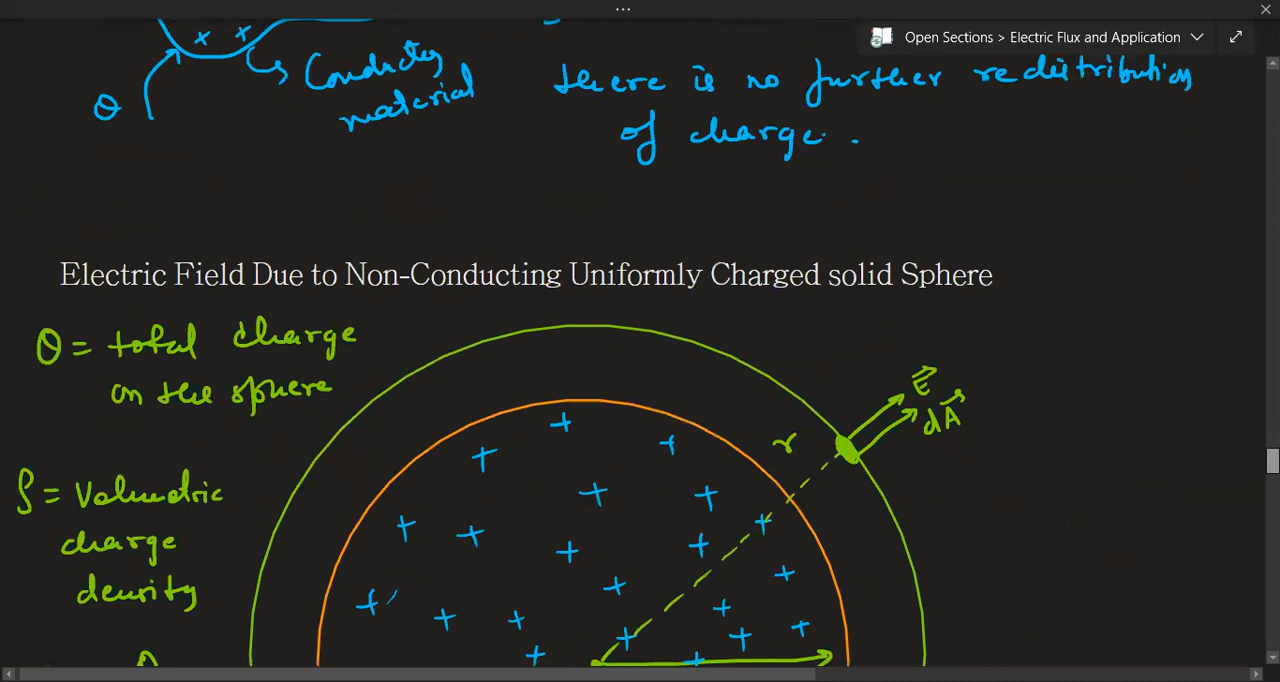 ...
Open Sections > Electric Flux and Application
+ +
Conducting
material
Q
there is no further redistribution
of charge.
Electric Field Due to Non-Conducting Uniformly Charged solid Sphere
Q = total charge
on the sphere
E
dA
r
ρ = Volumetric
charge
density